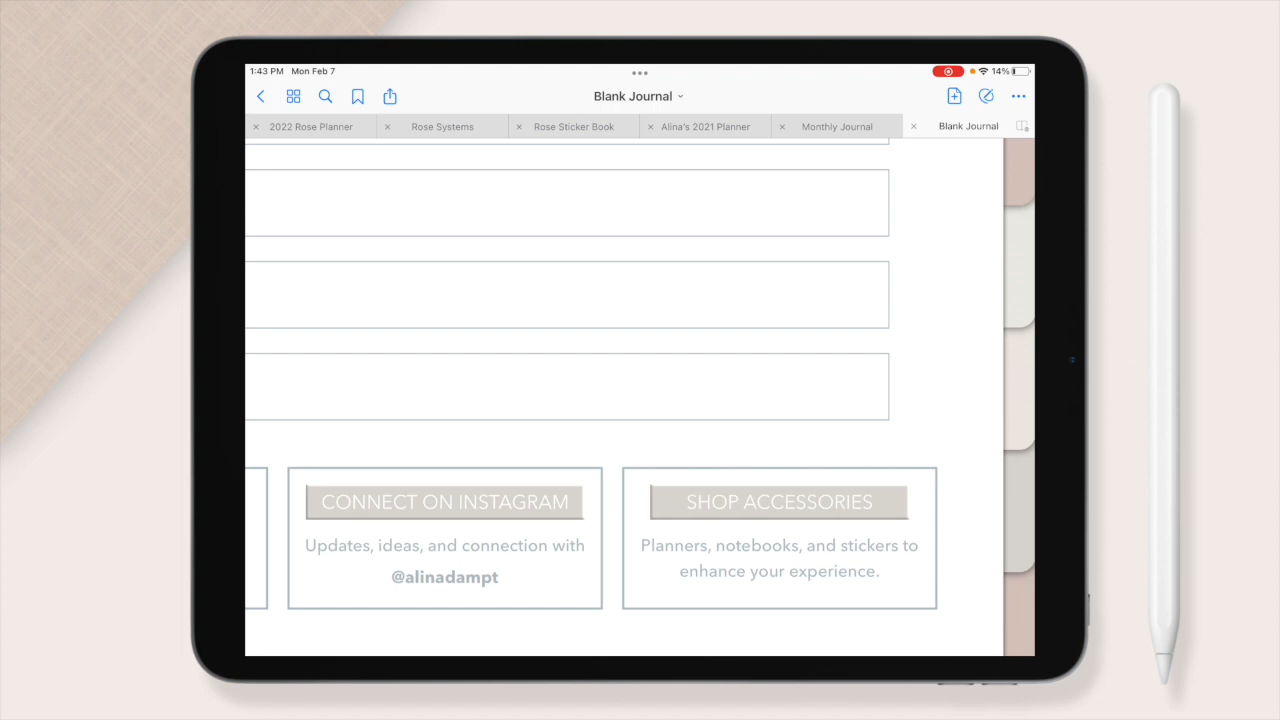 1:43 PM Mon Feb 7
14%
Blank Journal
2022 Rose Planner
Rose Systems
Rose Sticker Book
Alina's 2021 Planner
Monthly Journal
Blank Journal
CONNECT ON INSTAGRAM
Updates, ideas, and connection with
@alinadampt
SHOP ACCESSORIES
Planners, notebooks, and stickers to
enhance your experience.